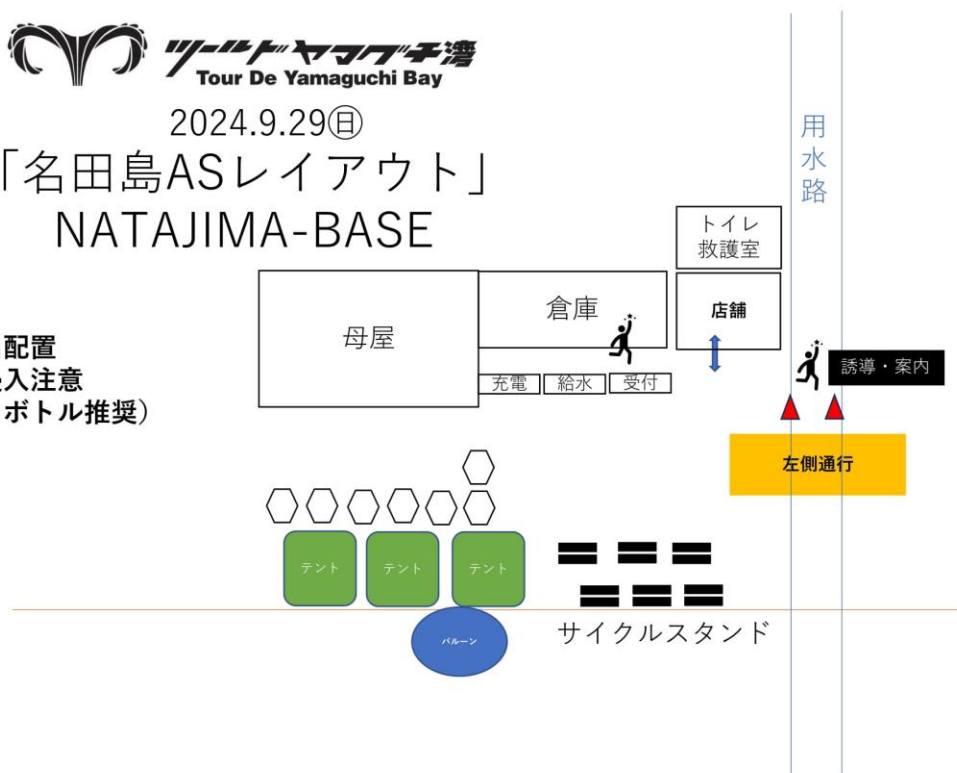 ツールドヤマグチ湾
Tour De Yamaguchi Bay
2024.9.29㊐
「名田島ASレイアウト」
NATAJIMA-BASE
用水路
トイレ
救護室
母屋
倉庫
店舗
配置
入注意
ボトル推奨）
充電
給水
受付
誘導・案内
左側通行
テント
テント
テント
サイクルスタンド
バルーン